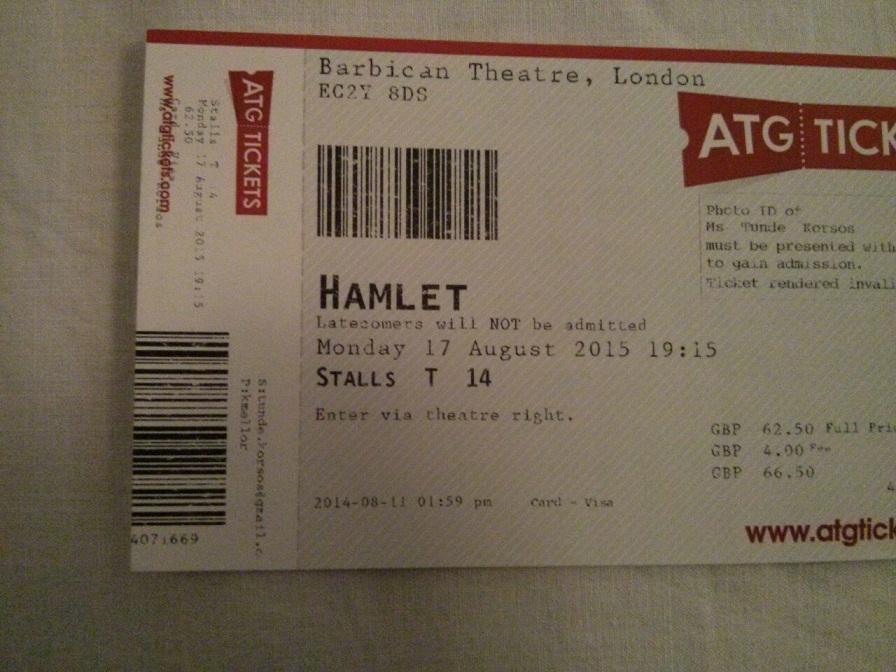 Barbican Theatre, London
EC2Y 8DS
ATG TICK
Photo ID of
Ms Tunde Korsos
must be presented with
to gain admission.
Ticket rendered invali
HAMLET
Latecomers will NOT be admitted
Monday 17 August 2015 19:15
STALLS T 14
Enter via theatre right.
GBP 62.50 Full Pri
GBP 4.00 Fee
GBP 66.50
2014-08-11 01:59 pm Card - Visa
www.atgtick
ATG TICKETS
Stalls T 14
Monday 17 August 2015 19:15
62.50
www.atgtickets.com